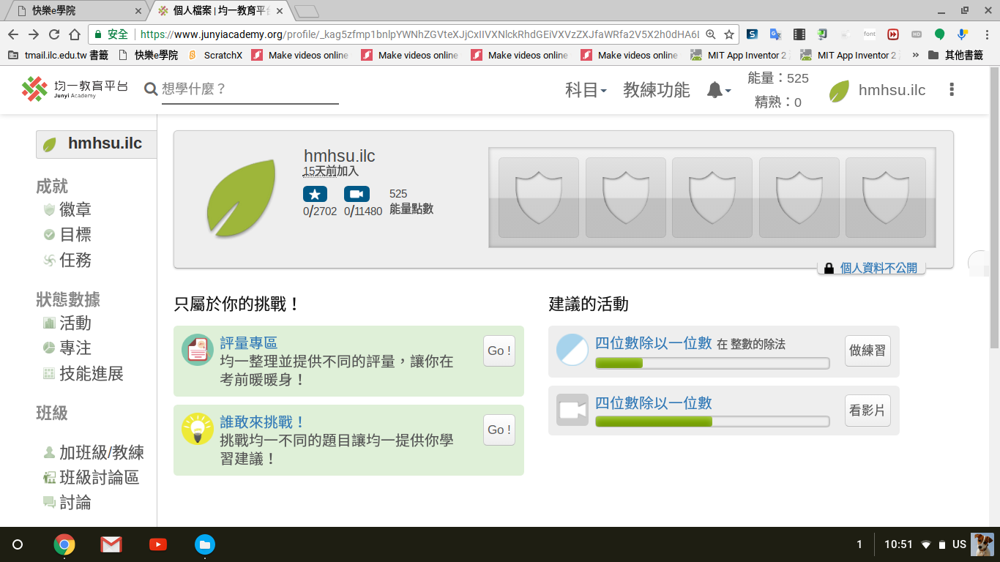 快樂e學院
個人檔案 | 均一教育平台
安全 https://www.junyiacademy.org/profile/_kag5zfmp1bnlpYWNhZGVteXJjCxIIVXNlckRhdGEiVXVzZXJfaWRfa2V5X2h0dHA6I
tmail.ilc.edu.tw 書籤 快樂e學院 ScratchX Make videos online Make videos online Make videos online Make videos online MIT App Inventor 2 MIT App Inventor 2 » 其他書籤
均一教育平台
Junyi Academy
想學什麼？
科目 教練功能
能量：525
精熟：0
hmhsu.ilc
hmhsu.ilc
成就
徽章
目標
任務
狀態數據
活動
專注
技能進展
班級
加班級/教練
班級討論區
討論
hmhsu.ilc
15天前加入
0/2702 0/11480
525
能量點數
個人資料不公開
只屬於你的挑戰！
評量專區
均一整理並提供不同的評量，讓你在
考前暖暖身！
Go !
誰敢來挑戰！
挑戰均一不同的題目讓均一提供你學
習建議！
Go !
建議的活動
四位數除以一位數 在 整數的除法
做練習
四位數除以一位數
看影片
1 10:51 US